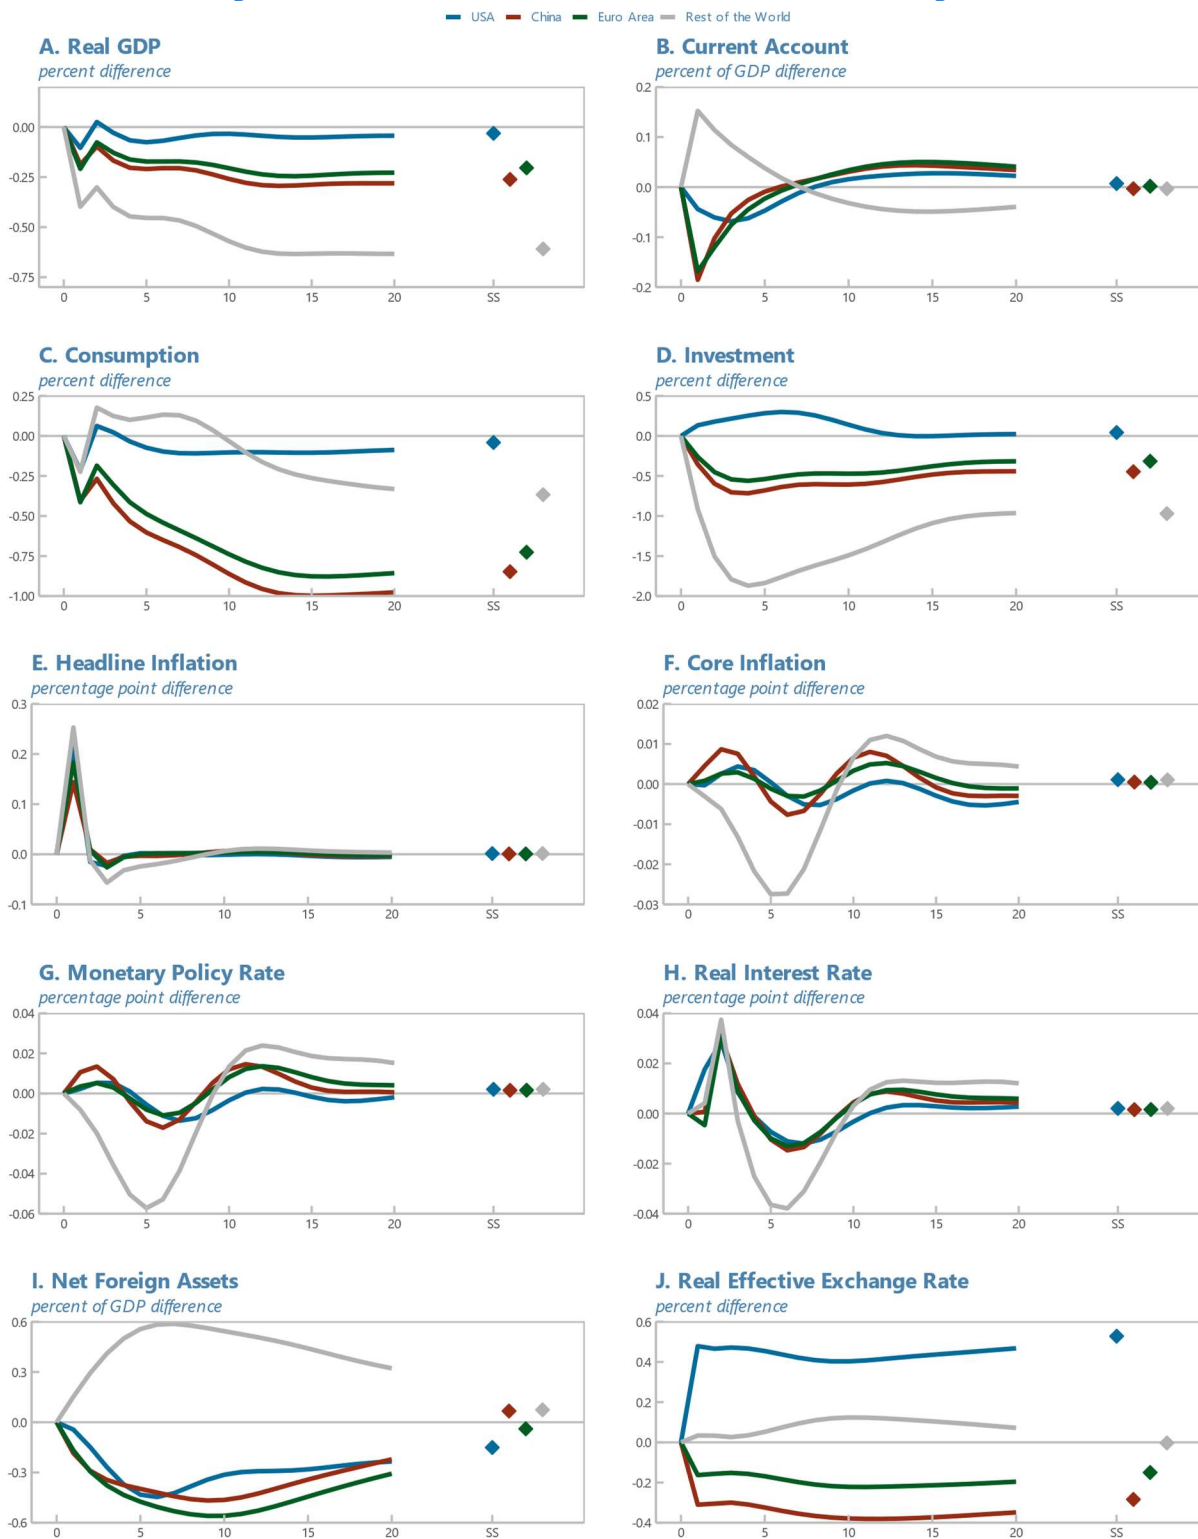 USA China Euro Area Rest of the World
A. Real GDP
percent difference
0.00
-0.25
-0.50
-0.75
0 5 10 15 20 SS
B. Current Account
percent of GDP difference
0.2
0.1
0.0
-0.1
-0.2
0 5 10 15 20 SS
C. Consumption
percent difference
0.25
0.00
-0.25
-0.50
-0.75
-1.00
0 5 10 15 20 SS
D. Investment
percent difference
0.5
0.0
-0.5
-1.0
-1.5
-2.0
0 5 10 15 20 SS
E. Headline Inflation
percentage point difference
0.3
0.2
0.1
0.0
-0.1
0 5 10 15 20 SS
F. Core Inflation
percentage point difference
0.02
0.01
0.00
-0.01
-0.02
-0.03
0 5 10 15 20 SS
G. Monetary Policy Rate
percentage point difference
0.04
0.02
0.00
-0.02
-0.04
-0.06
0 5 10 15 20 SS
H. Real Interest Rate
percentage point difference
0.04
0.02
0.00
-0.02
-0.04
0 5 10 15 20 SS
I. Net Foreign Assets
percent of GDP difference
0.6
0.3
0.0
-0.3
-0.6
0 5 10 15 20 SS
J. Real Effective Exchange Rate
percent difference
0.6
0.4
0.2
0.0
-0.2
-0.4
0 5 10 15 20 SS